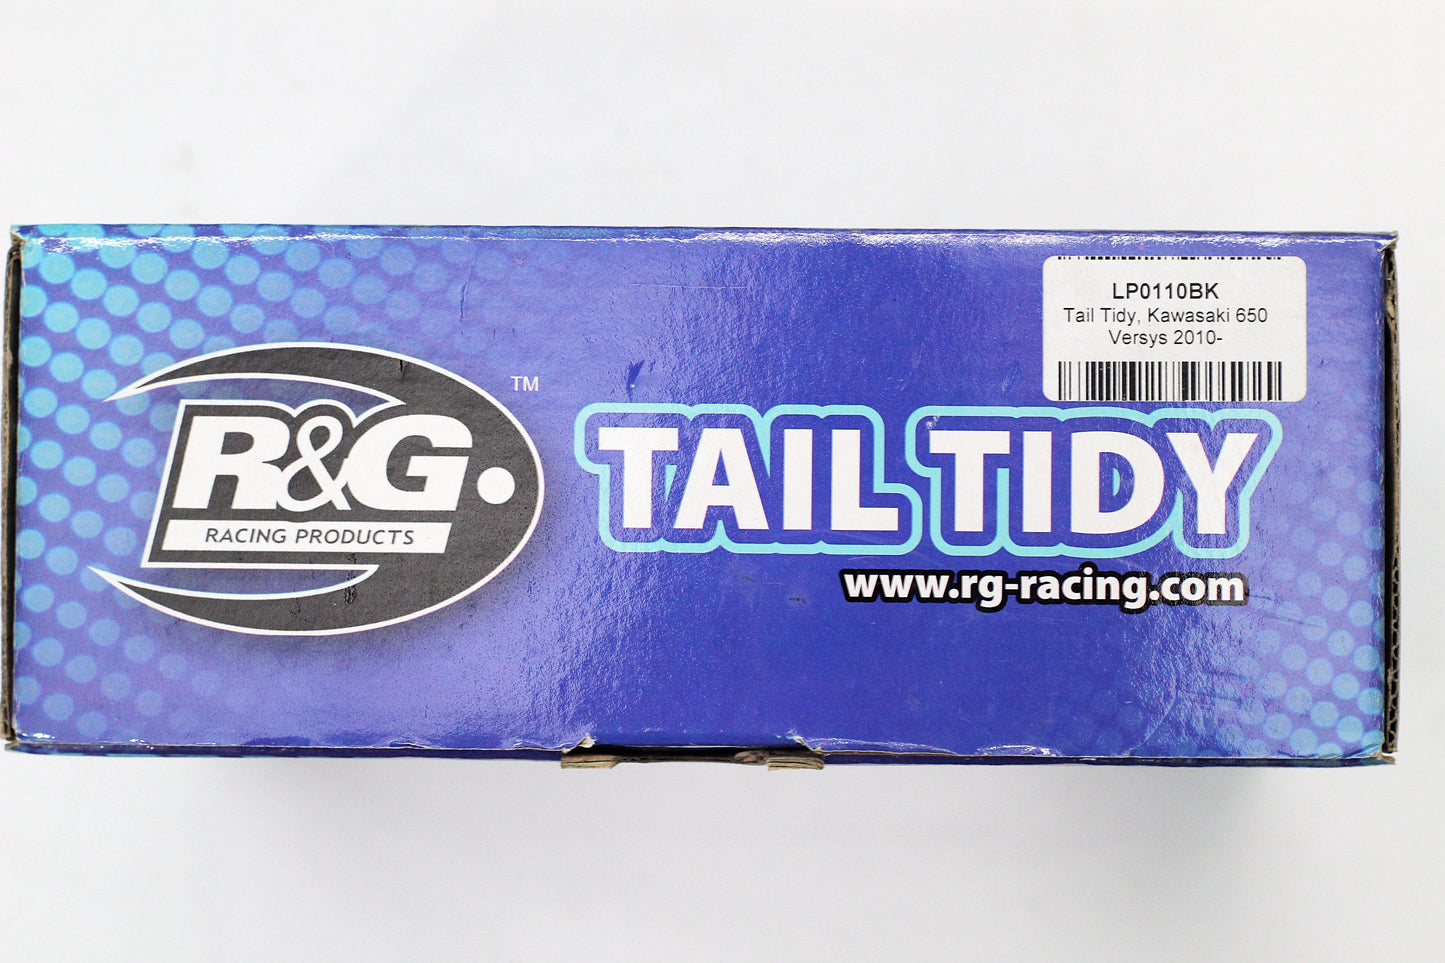 LP0110BK
Tail Tidy, Kawasaki 650
Versys 2010-
R&G.
TM
RACING PRODUCTS
TAIL TIDY
www.rg-racing.com